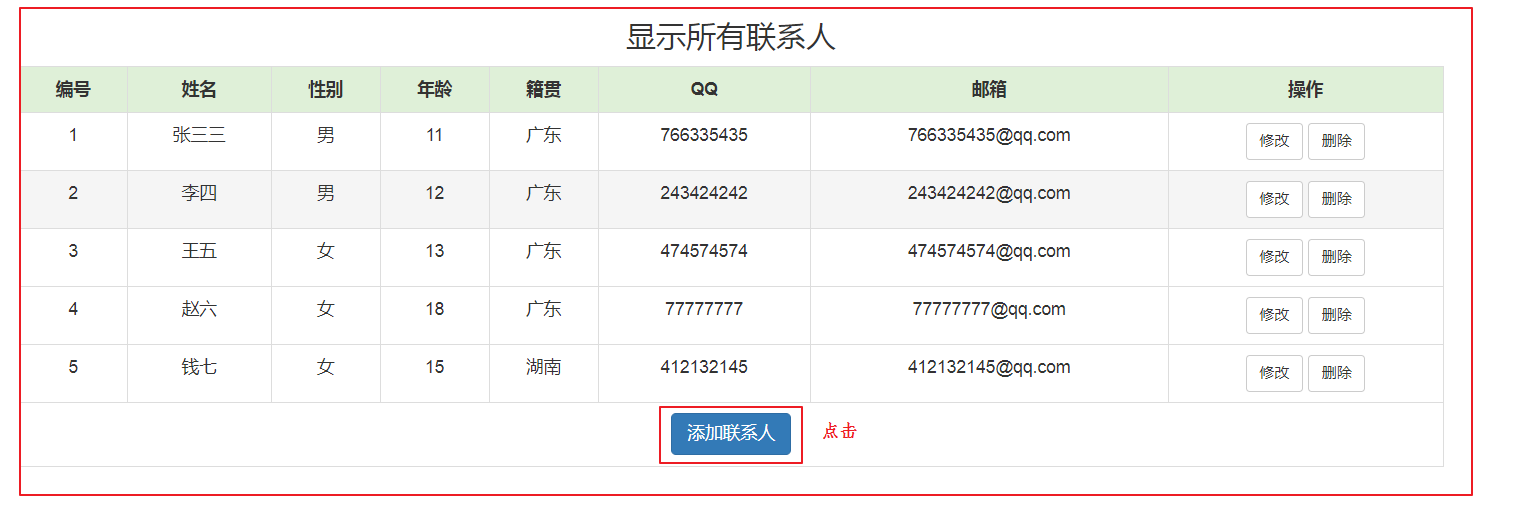 显示所有联系人
编号 姓名 性别 年龄 籍贯 QQ 邮箱 操作
1 张三三 男 11 广东 766335435 766335435@qq.com 修改 删除
2 李四 男 12 广东 243424242 243424242@qq.com 修改 删除
3 王五 女 13 广东 474574574 474574574@qq.com 修改 删除
4 赵六 女 18 广东 77777777 77777777@qq.com 修改 删除
5 钱七 女 15 湖南 412132145 412132145@qq.com 修改 删除
添加联系人 点击